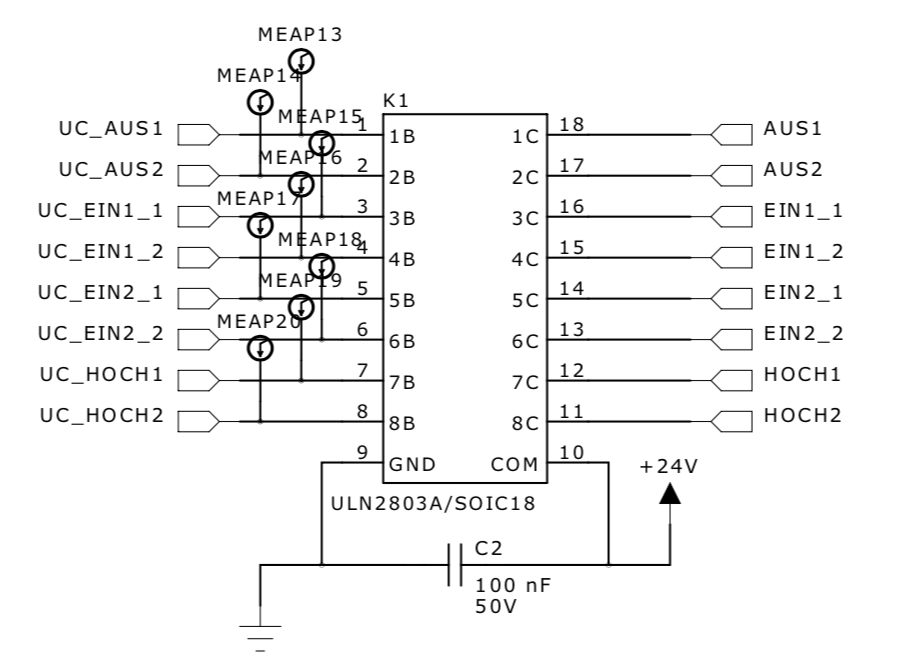 MEAP13
MEAP14
K1
MEAP15
UC_AUS1 1 1B 1C 18 AUS1
MEAP16
UC_AUS2 2 2B 2C 17 AUS2
MEAP17
UC_EIN1_1 3 3B 3C 16 EIN1_1
MEAP18
UC_EIN1_2 4 4B 4C 15 EIN1_2
MEAP19
UC_EIN2_1 5 5B 5C 14 EIN2_1
MEAP20
UC_EIN2_2 6 6B 6C 13 EIN2_2
UC_HOCH1 7 7B 7C 12 HOCH1
UC_HOCH2 8 8B 8C 11 HOCH2
9 GND COM 10
+24V
ULN2803A/SOIC18
C2
100 nF
50V